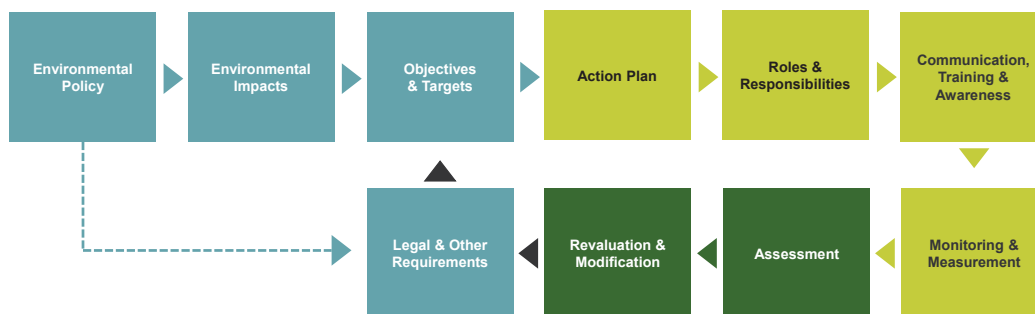 Environmental
Policy
Environmental
Impacts
Objectives
& Targets
Action Plan
Roles &
Responsibilities
Communication,
Training &
Awareness
Legal & Other
Requirements
Revaluation &
Modification
Assessment
Monitoring &
Measurement